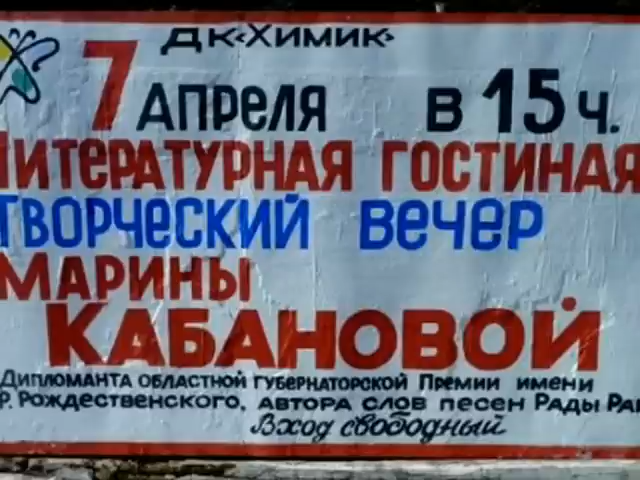 ДК«ХИМИК»
7 АПРЕЛЯ В 15 Ч.
ЛИТЕРАТУРНАЯ ГОСТИНАЯ
ТВОРЧЕСКИЙ ВЕЧЕР
МАРИНЫ
КАБАНОВОЙ
ДИПЛОМАНТА ОБЛАСТНОЙ ГУБЕРНАТОРСКОЙ ПРЕМИИ ИМЕНИ
Р. РОЖДЕСТВЕНСКОГО, АВТОРА СЛОВ ПЕСЕН РАДЫ
Вход свободный